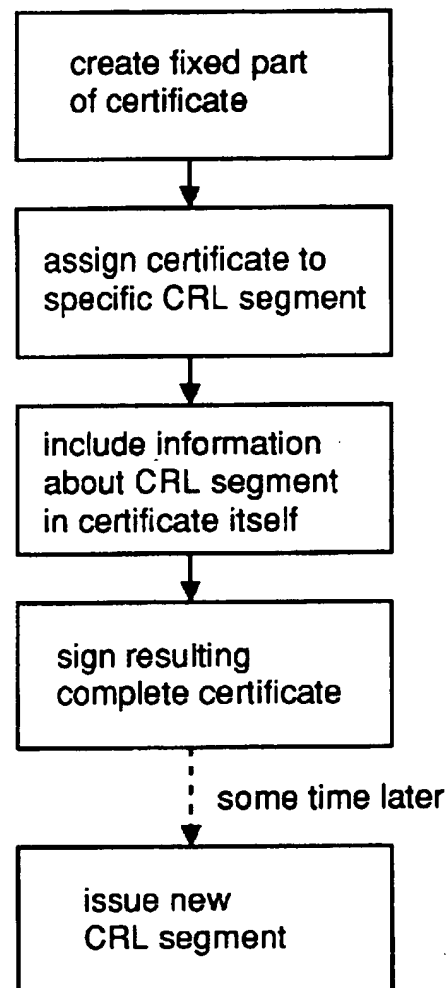 create fixed part
of certificate
assign certificate to
specific CRL segment
include information
about CRL segment
in certificate itself
sign resulting
complete certificate
some time later
issue new
CRL segment